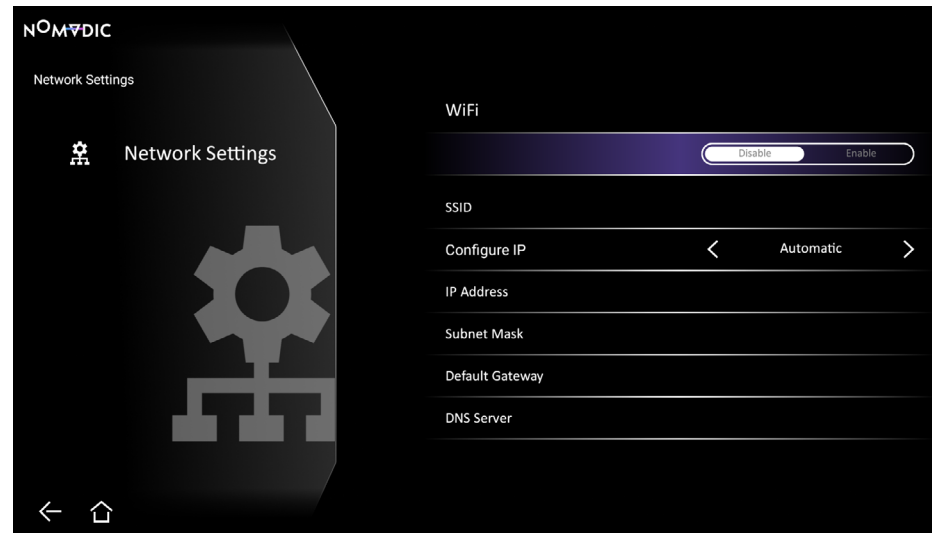 NOMADIC
Network Settings
Network Settings
WiFi
Disable Enable
SSID
Configure IP Automatic
IP Address
Subnet Mask
Default Gateway
DNS Server